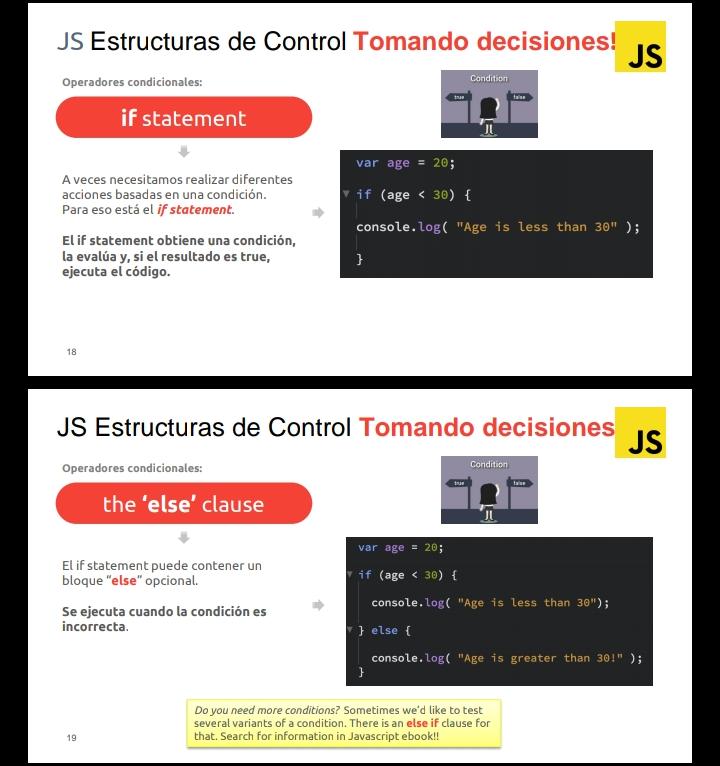 JS Estructuras de Control Tomando decisiones!
JS
Operadores condicionales:
Condition
true
false
if statement
A veces necesitamos realizar diferentes
acciones basadas en una condición.
Para eso está el if statement.
El if statement obtiene una condición,
la evalúa y, si el resultado es true,
ejecuta el código.
var age = 20;
if (age < 30) {
console.log( "Age is less than 30" );
}
18
JS Estructuras de Control Tomando decisiones
JS
Operadores condicionales:
Condition
true
false
the ‘else’ clause
El if statement puede contener un
bloque “else” opcional.
Se ejecuta cuando la condición es
incorrecta.
var age = 20;
if (age < 30) {
console.log( "Age is less than 30");
} else {
console.log( "Age is greater than 30!" );
}
Do you need more conditions? Sometimes we’d like to test
several variants of a condition. There is an else if clause for
that. Search for information in Javascript ebook!!
19